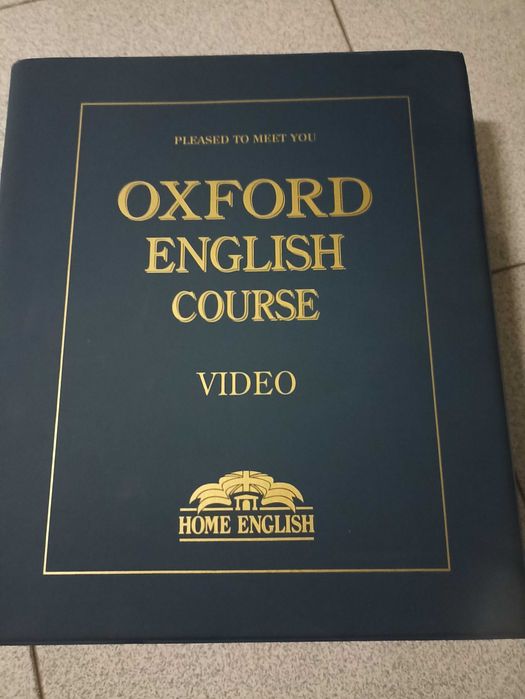 PLEASED TO MEET YOU
OXFORD
ENGLISH
COURSE
VIDEO
HOME ENGLISH